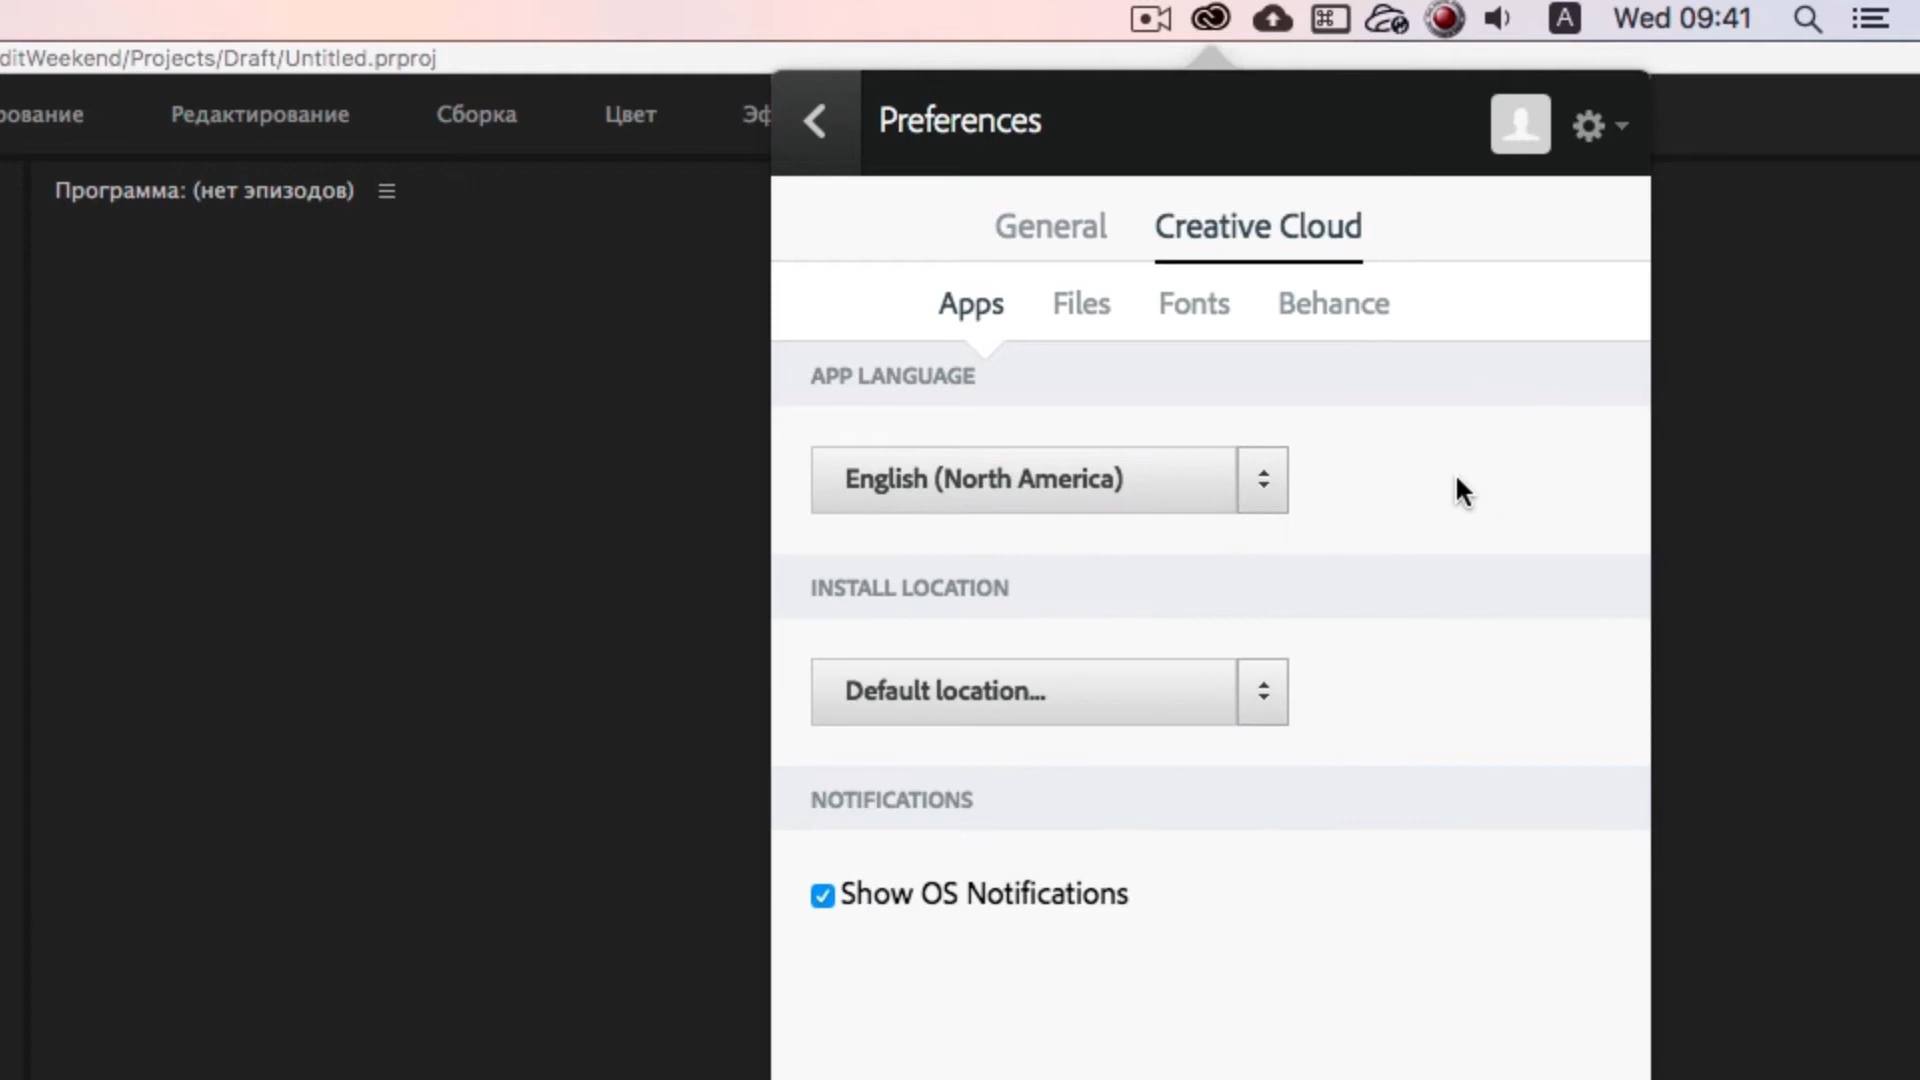 Wed 09:41
ditWeekend/Projects/Draft/Untitled.prproj
рование Редактирование Сборка Цвет Эф
Preferences
Программа: (нет эпизодов)
General Creative Cloud
Apps Files Fonts Behance
APP LANGUAGE
English (North America)
INSTALL LOCATION
Default location...
NOTIFICATIONS
Show OS Notifications